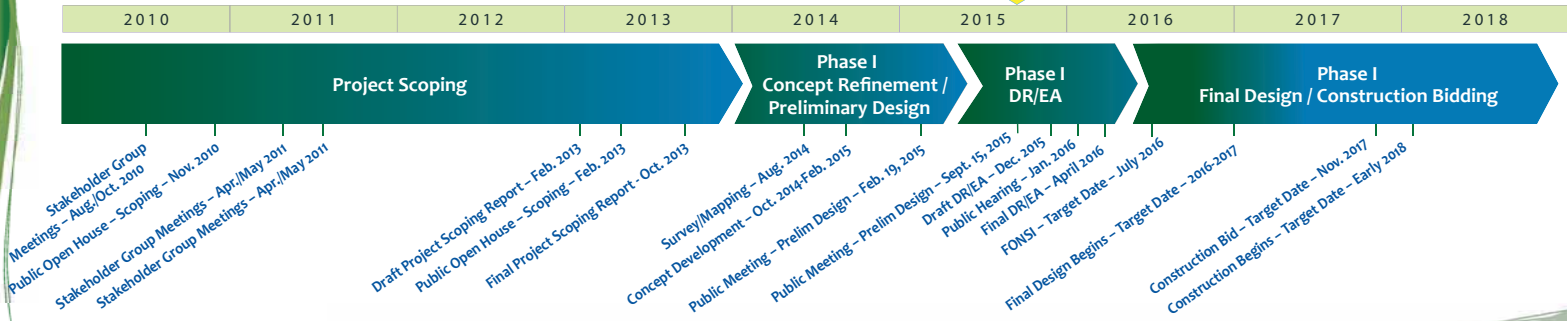 2010 2011 2012 2013 2014 2015 2016 2017 2018
Project Scoping
Phase I
Concept Refinement /
Preliminary Design
Phase I
DR/EA
Phase I
Final Design / Construction Bidding
Stakeholder Group
Meetings – Aug./Oct. 2010
Public Open House – Scoping – Nov. 2010
Stakeholder Group Meetings – Apr./May 2011
Stakeholder Group Meetings – Apr./May 2011
Draft Project Scoping Report – Feb. 2013
Public Open House – Scoping – Feb. 2013
Final Project Scoping Report - Oct. 2013
Survey/Mapping – Aug. 2014
Concept Development – Oct. 2014-Feb. 2015
Public Meeting – Prelim Design – Feb. 19, 2015
Public Meeting – Prelim Design – Sept. 15, 2015
Draft DR/EA – Dec. 2015
Public Hearing – Jan. 2016
Final DR/EA – April 2016
FONSI – Target Date – July 2016
Final Design Begins – Target Date – 2016-2017
Construction Bid – Target Date – Nov. 2017
Construction Begins – Target Date – Early 2018